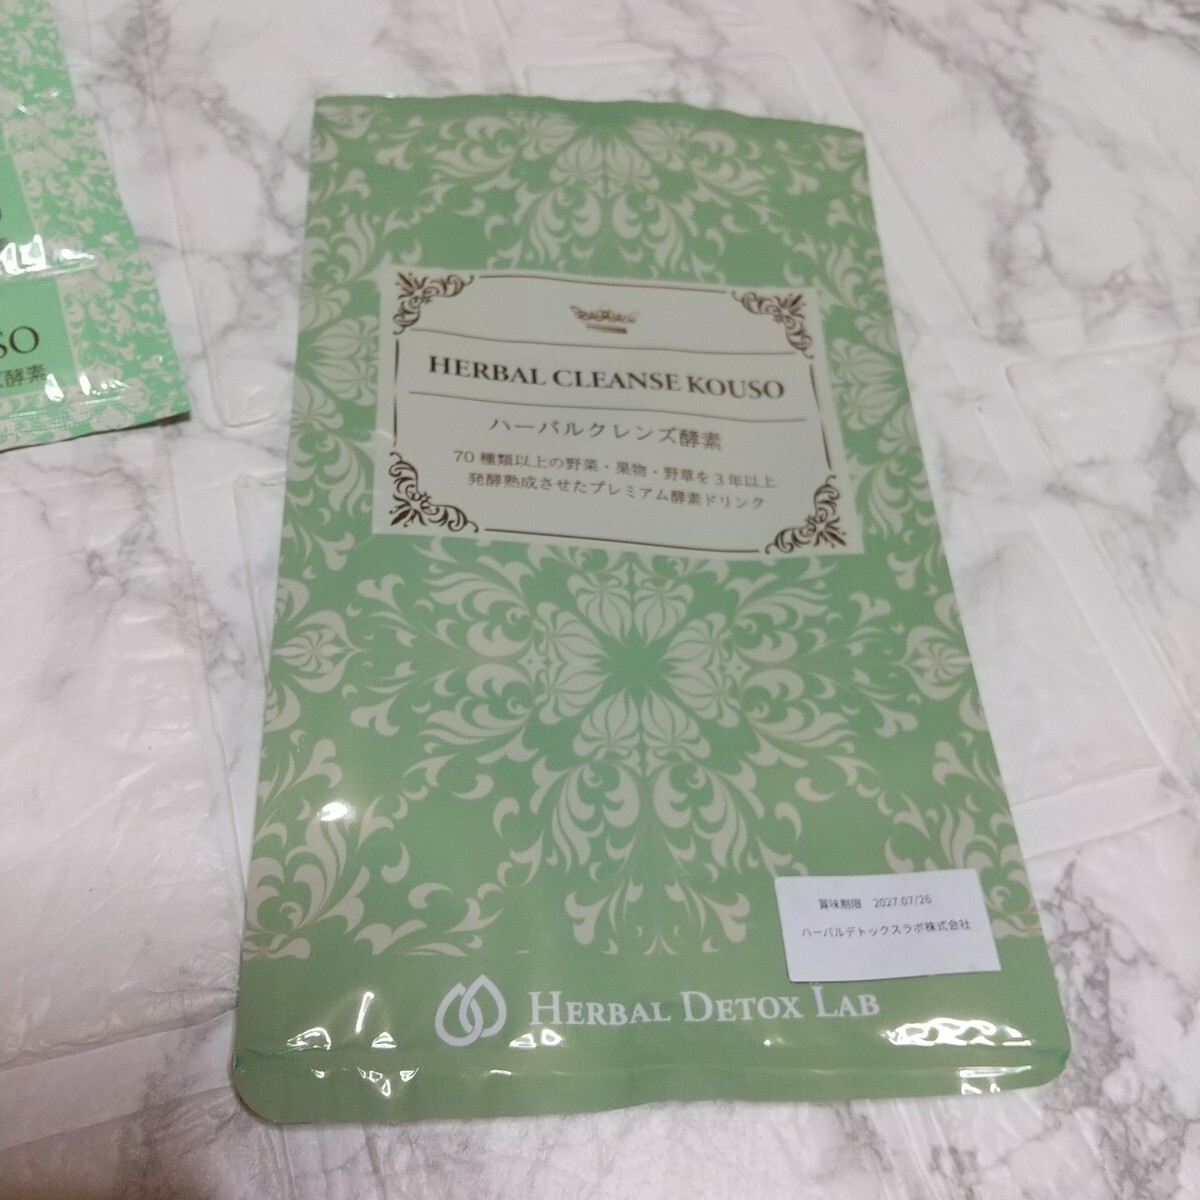 HERBAL CLEANSE KOUSO
ハーバルクレンズ酵素
70種類以上の野菜・果物・野草を3年以上
発酵熟成させたプレミアム酵素ドリンク
賞味期限 2027.07/26
ハーバルデトックスラボ株式会社
HERBAL DETOX LAB
SO
ズ酵素